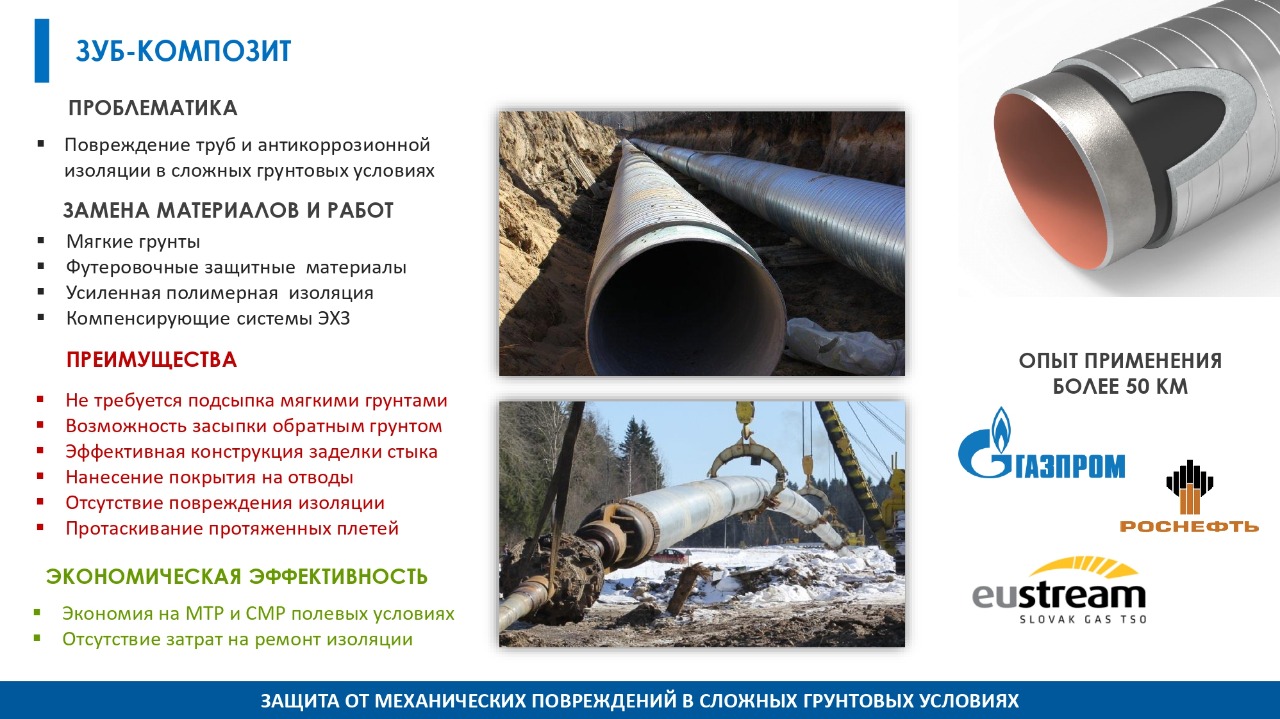 ЗУБ-КОМПОЗИТ
ПРОБЛЕМАТИКА
Повреждение труб и антикоррозионной
изоляции в сложных грунтовых условиях
ЗАМЕНА МАТЕРИАЛОВ И РАБОТ
Мягкие грунты
Футеровочные защитные материалы
Усиленная полимерная изоляция
Компенсирующие системы ЭХЗ
ПРЕИМУЩЕСТВА
Не требуется подсыпка мягкими грунтами
Возможность засыпки обратным грунтом
Эффективная конструкция заделки стыка
Нанесение покрытия на отводы
Отсутствие повреждения изоляции
Протаскивание протяженных плетей
ЭКОНОМИЧЕСКАЯ ЭФФЕКТИВНОСТЬ
Экономия на МТР и СМР полевых условиях
Отсутствие затрат на ремонт изоляции
ОПЫТ ПРИМЕНЕНИЯ
БОЛЕЕ 50 КМ
ГАЗПРОМ
РОСНЕФТЬ
eustream
SLOVAK GAS TSO
ЗАЩИТА ОТ МЕХАНИЧЕСКИХ ПОВРЕЖДЕНИЙ В СЛОЖНЫХ ГРУНТОВЫХ УСЛОВИЯХ